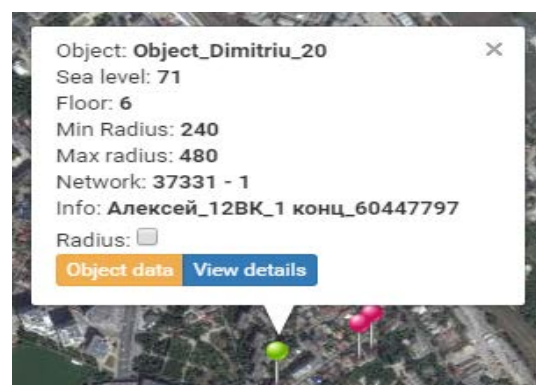 Object: Object_Dimitriu_20
Sea level: 71
Floor: 6
Min Radius: 240
Max radius: 480
Network: 37331 - 1
Info: Алексей_12ВК_1 конц_60447797
Radius:
Object data View details